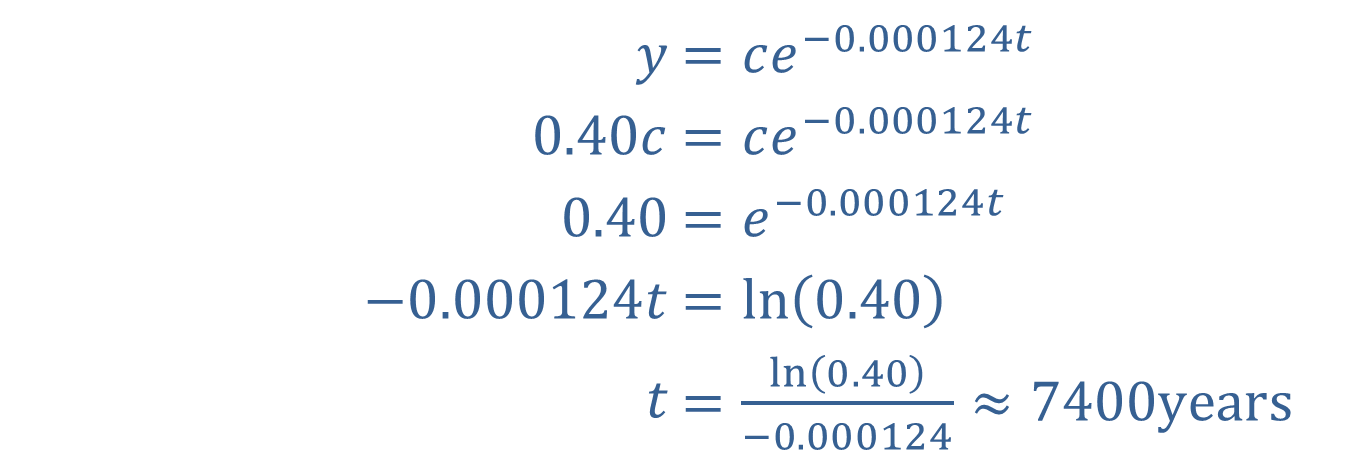 y = ce^{-0.000124t}
0.40c = ce^{-0.000124t}
0.40 = e^{-0.000124t}
−0.000124t = ln(0.40)
t = \frac{ln(0.40)}{-0.000124} ≈ 7400years